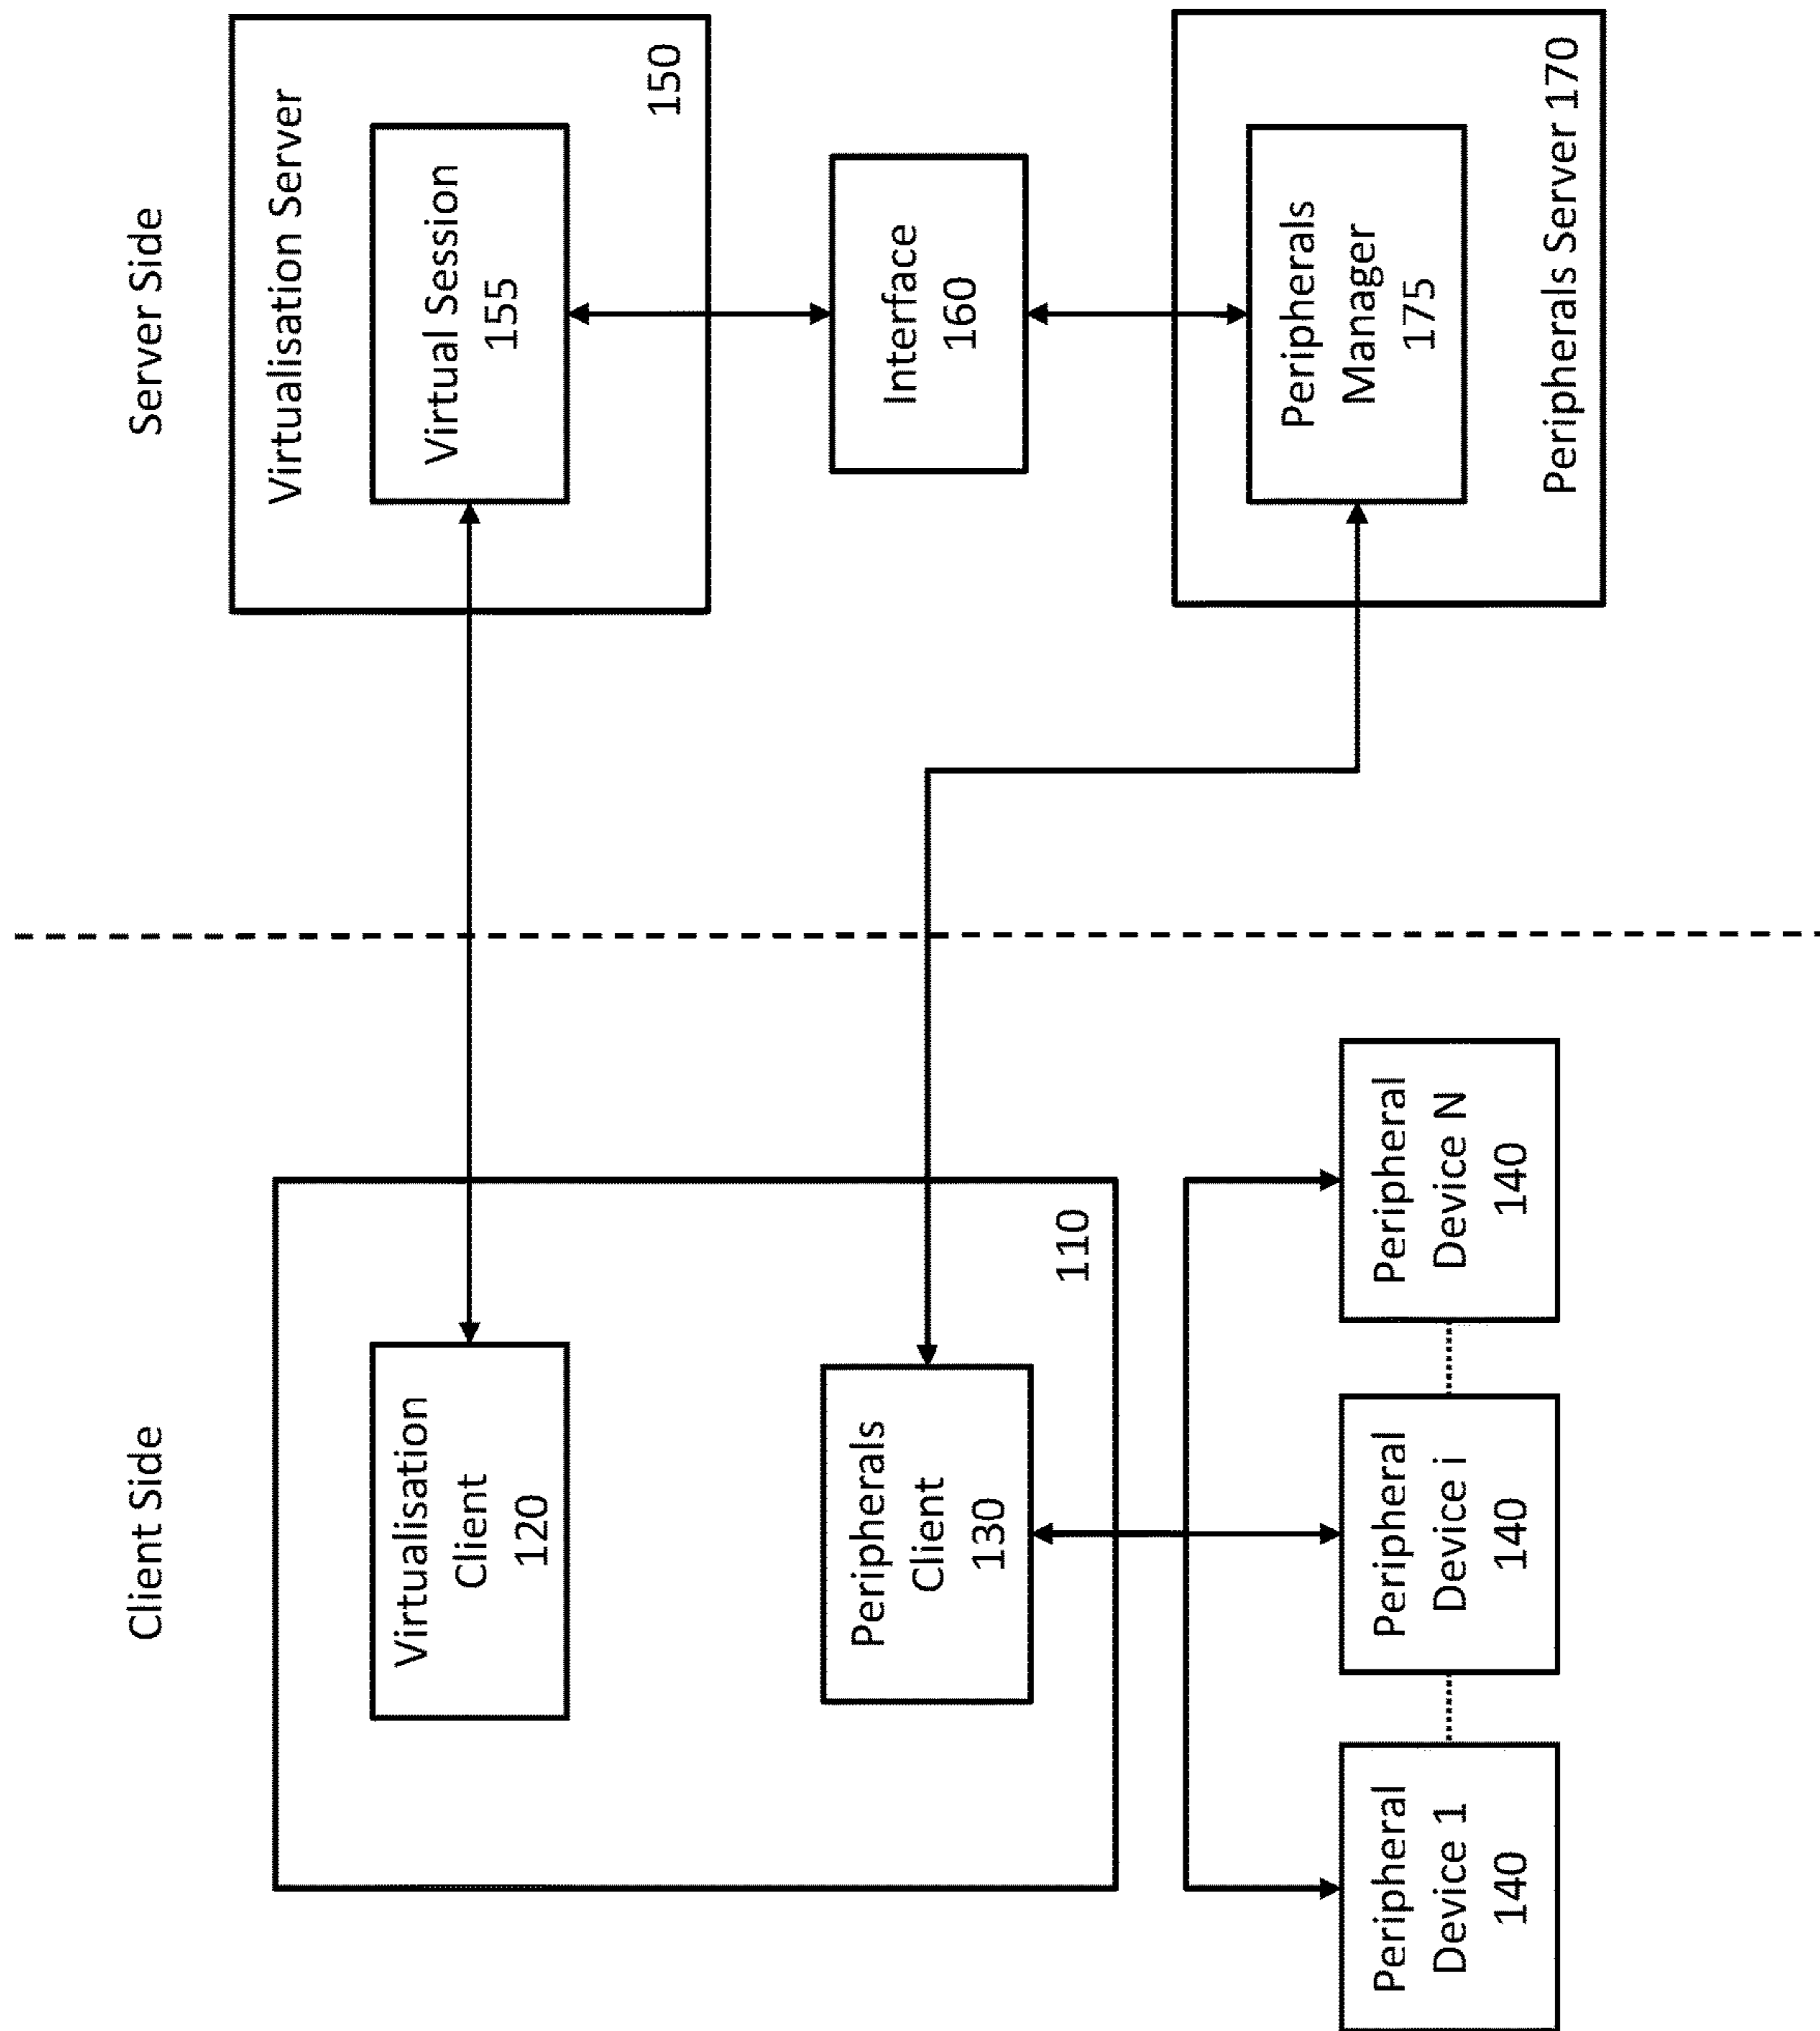 Client Side
Server Side
Virtualisation
Client
120
Peripherals
Client
130
110
Peripheral
Device 1
140
Peripheral
Device i
140
Peripheral
Device N
140
Virtualisation Server
Virtual Session
155
150
Interface
160
Peripherals
Manager
175
Peripherals Server 170